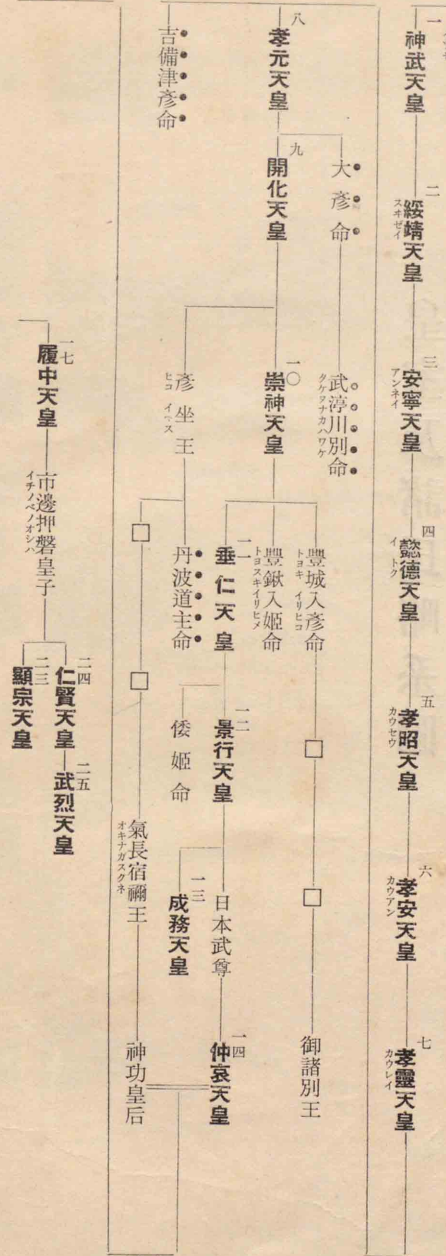 一
神武天皇
二
綏靖天皇
スヰゼイ
三
安寧天皇
アンネイ
四
懿德天皇
イトク
五
孝昭天皇
カウセウ
六
孝安天皇
カウアン
七
孝靈天皇
カウレイ
八
孝元天皇
大彥命
武渟川別命
タケヌナカハワケ
九
開化天皇
一〇
崇神天皇
豐城入彥命
トヨキイリヒコ
□
□
御諸別王
豐鍬入姬命
トヨスキイリヒメ
一一
垂仁天皇
一二
景行天皇
日本武尊
一四
仲哀天皇
一三
成務天皇
倭姬命
彥坐王
ヒコイマス
丹波道主命
□
□
氣長宿禰王
オキナガスクネ
神功皇后
吉備津彥命
一七
履中天皇
市邊押磐皇子
イチノベノオシハ
二四
仁賢天皇
二五
武烈天皇
二三
顯宗天皇